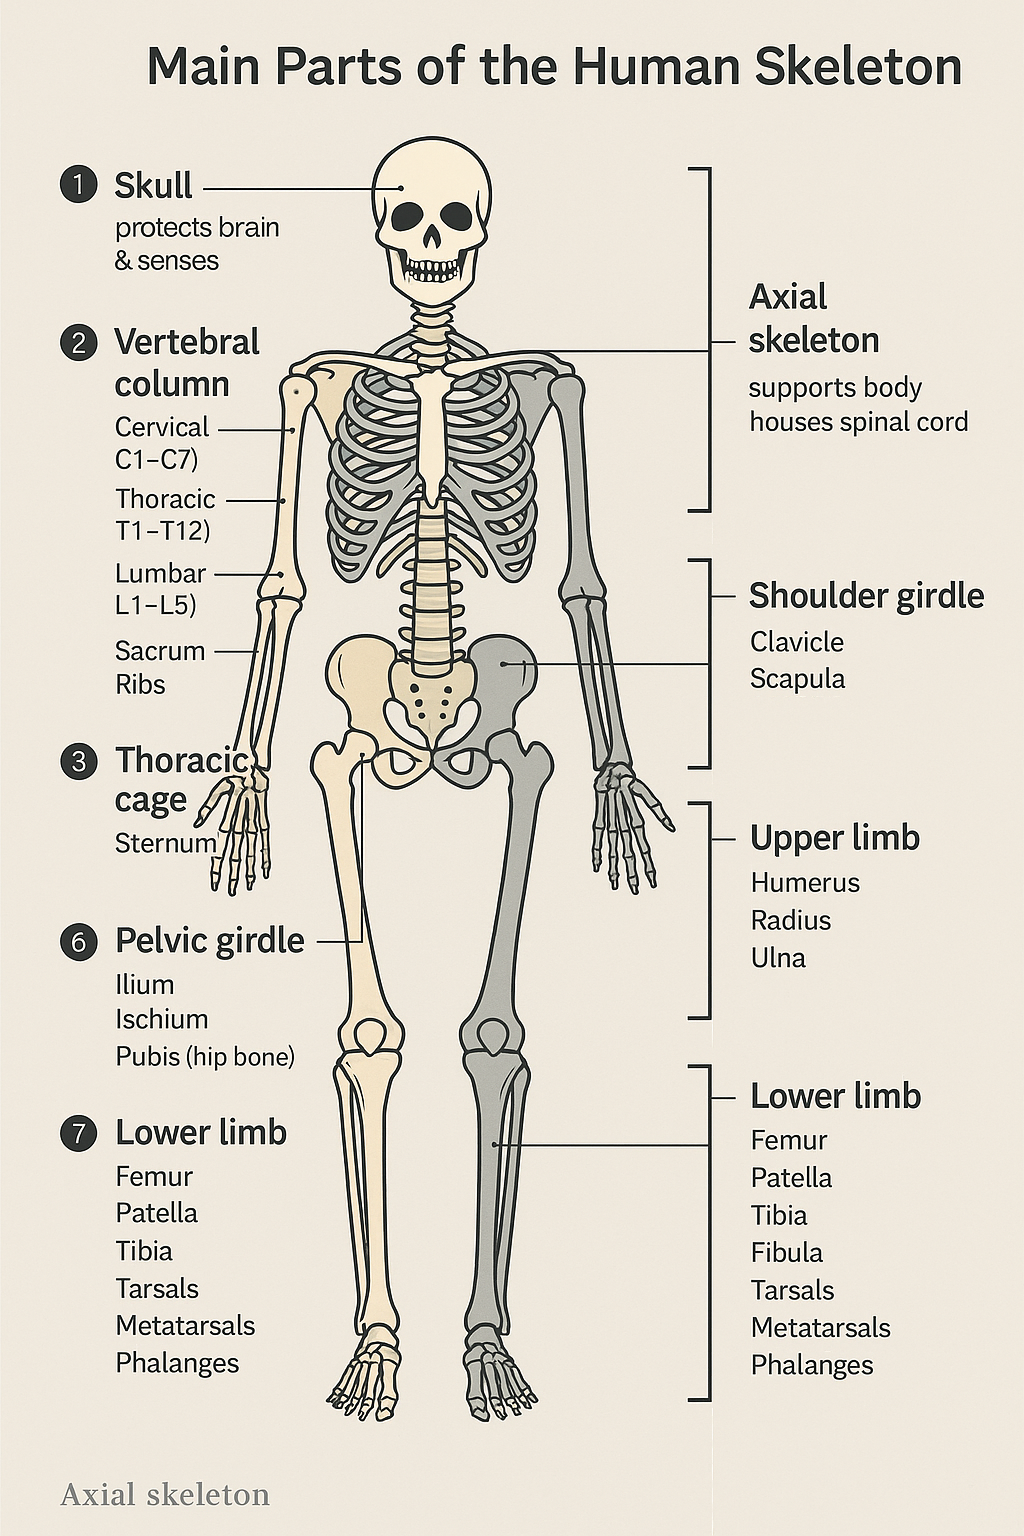 Main Parts of the Human Skeleton
1 Skull
protects brain
& senses
2 Vertebral
column
Cervical
C1–C7)
Thoracic
T1–T12)
Lumbar
L1–L5)
Sacrum
Ribs
3 Thoracic
cage
Sternum
6 Pelvic girdle
Ilium
Ischium
Pubis (hip bone)
7 Lower limb
Femur
Patella
Tibia
Tarsals
Metatarsals
Phalanges
Axial
skeleton
supports body
houses spinal cord
Shoulder girdle
Clavicle
Scapula
Upper limb
Humerus
Radius
Ulna
Lower limb
Femur
Patella
Tibia
Fibula
Tarsals
Metatarsals
Phalanges
Axial skeleton